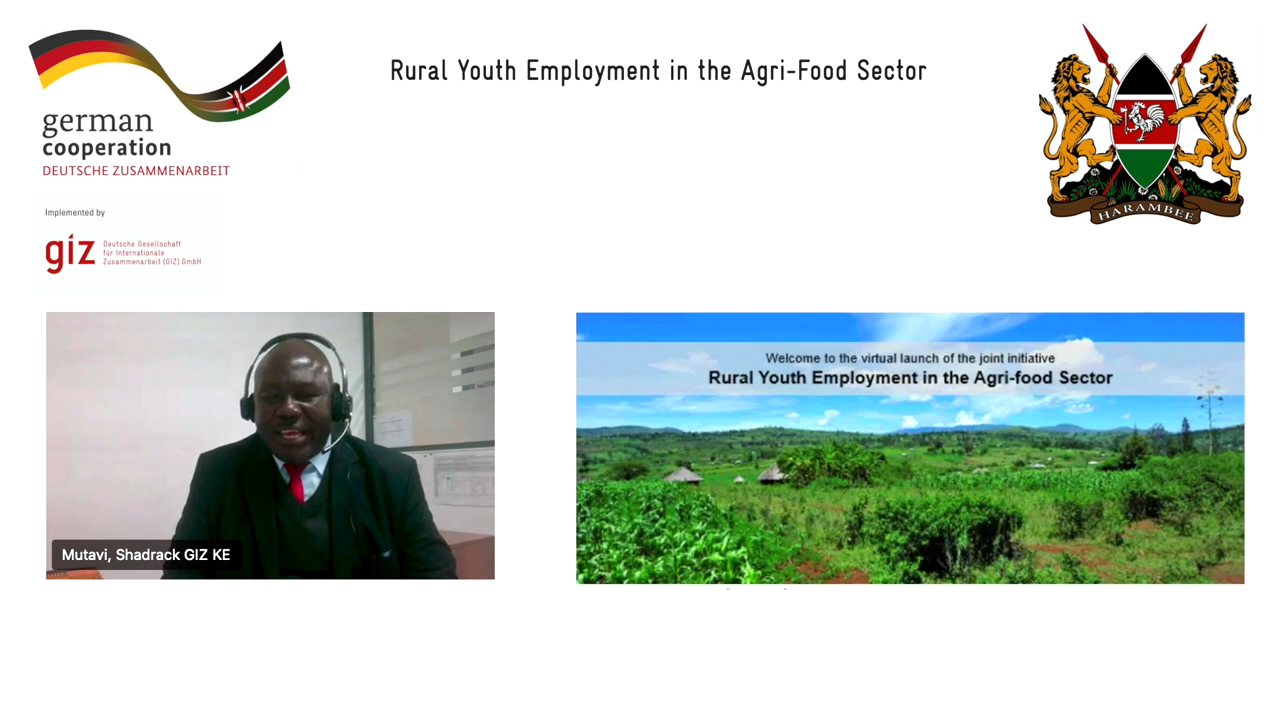 Rural Youth Employment in the Agri-Food Sector
german
cooperation
DEUTSCHE ZUSAMMENARBEIT
Implemented by
giz
Deutsche Gesellschaft
für Internationale
Zusammenarbeit (GIZ) GmbH
HARAMBEE
Mutavi, Shadrack GIZ KE
Welcome to the virtual launch of the joint initiative
Rural Youth Employment in the Agri-food Sector